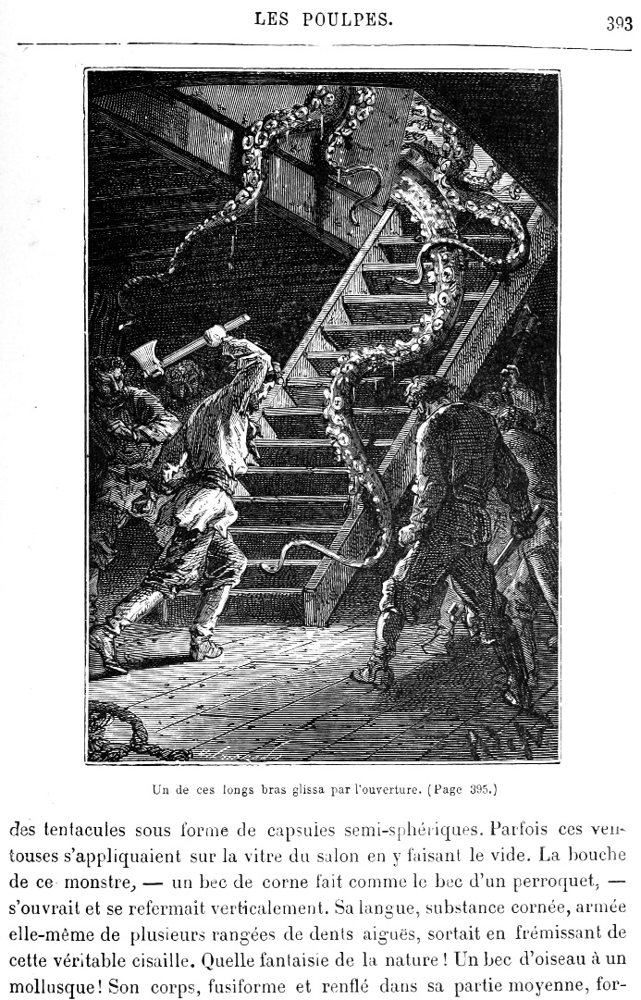 LES POULPES.
393
Un de ces longs bras glissa par l'ouverture. (Page 395.)
des tentacules sous forme de capsules semi-sphériques. Parfois ces ven-
touses s'appliquaient sur la vitre du salon en y faisant le vide. La bouche
de ce monstre, — un bec de corne fait comme le bec d'un perroquet, —
s'ouvrait et se refermait verticalement. Sa langue, substance cornée, armée
elle-même de plusieurs rangées de dents aiguës, sortait en frémissant de
cette véritable cisaille. Quelle fantaisie de la nature ! Un bec d'oiseau à un
mollusque ! Son corps, fusiforme et renflé dans sa partie moyenne, for-